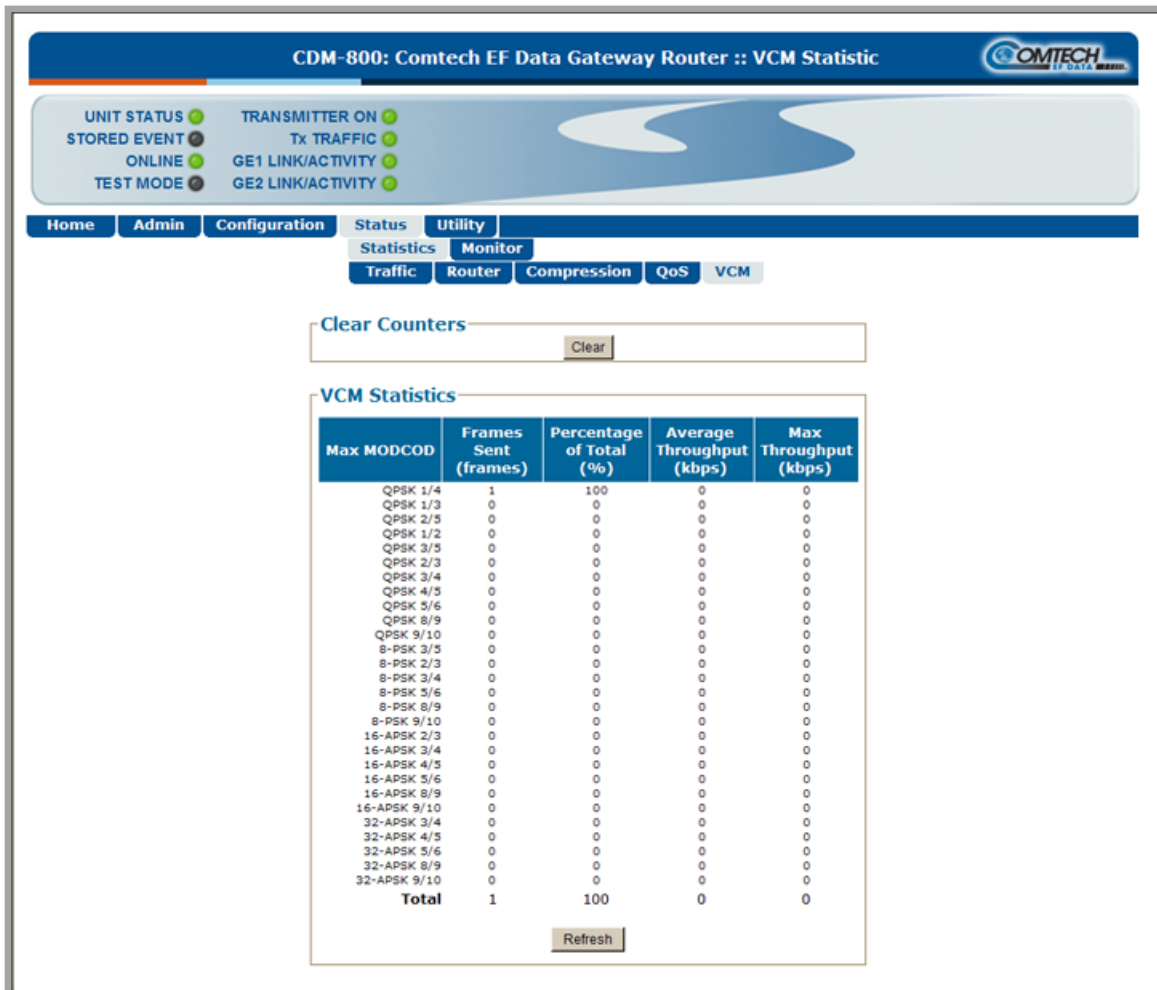 CDM-800: Comtech EF Data Gateway Router :: VCM Statistic
COMTECH
EF DATA
UNIT STATUS TRANSMITTER ON
STORED EVENT Tx TRAFFIC
ONLINE GE1 LINK/ACTIVITY
TEST MODE GE2 LINK/ACTIVITY
Home Admin Configuration Status Utility
Statistics Monitor
Traffic Router Compression QoS VCM
Clear Counters
Clear
VCM Statistics
Max MODCOD Frames Sent (frames) Percentage of Total (%) Average Throughput (kbps) Max Throughput (kbps)
QPSK 1/4 1 100 0 0
QPSK 1/3 0 0 0 0
QPSK 2/5 0 0 0 0
QPSK 1/2 0 0 0 0
QPSK 3/5 0 0 0 0
QPSK 2/3 0 0 0 0
QPSK 3/4 0 0 0 0
QPSK 4/5 0 0 0 0
QPSK 5/6 0 0 0 0
QPSK 8/9 0 0 0 0
QPSK 9/10 0 0 0 0
8-PSK 3/5 0 0 0 0
8-PSK 2/3 0 0 0 0
8-PSK 3/4 0 0 0 0
8-PSK 5/6 0 0 0 0
8-PSK 8/9 0 0 0 0
8-PSK 9/10 0 0 0 0
16-APSK 2/3 0 0 0 0
16-APSK 3/4 0 0 0 0
16-APSK 4/5 0 0 0 0
16-APSK 5/6 0 0 0 0
16-APSK 8/9 0 0 0 0
16-APSK 9/10 0 0 0 0
32-APSK 3/4 0 0 0 0
32-APSK 4/5 0 0 0 0
32-APSK 5/6 0 0 0 0
32-APSK 8/9 0 0 0 0
32-APSK 9/10 0 0 0 0
Total 1 100 0 0
Refresh